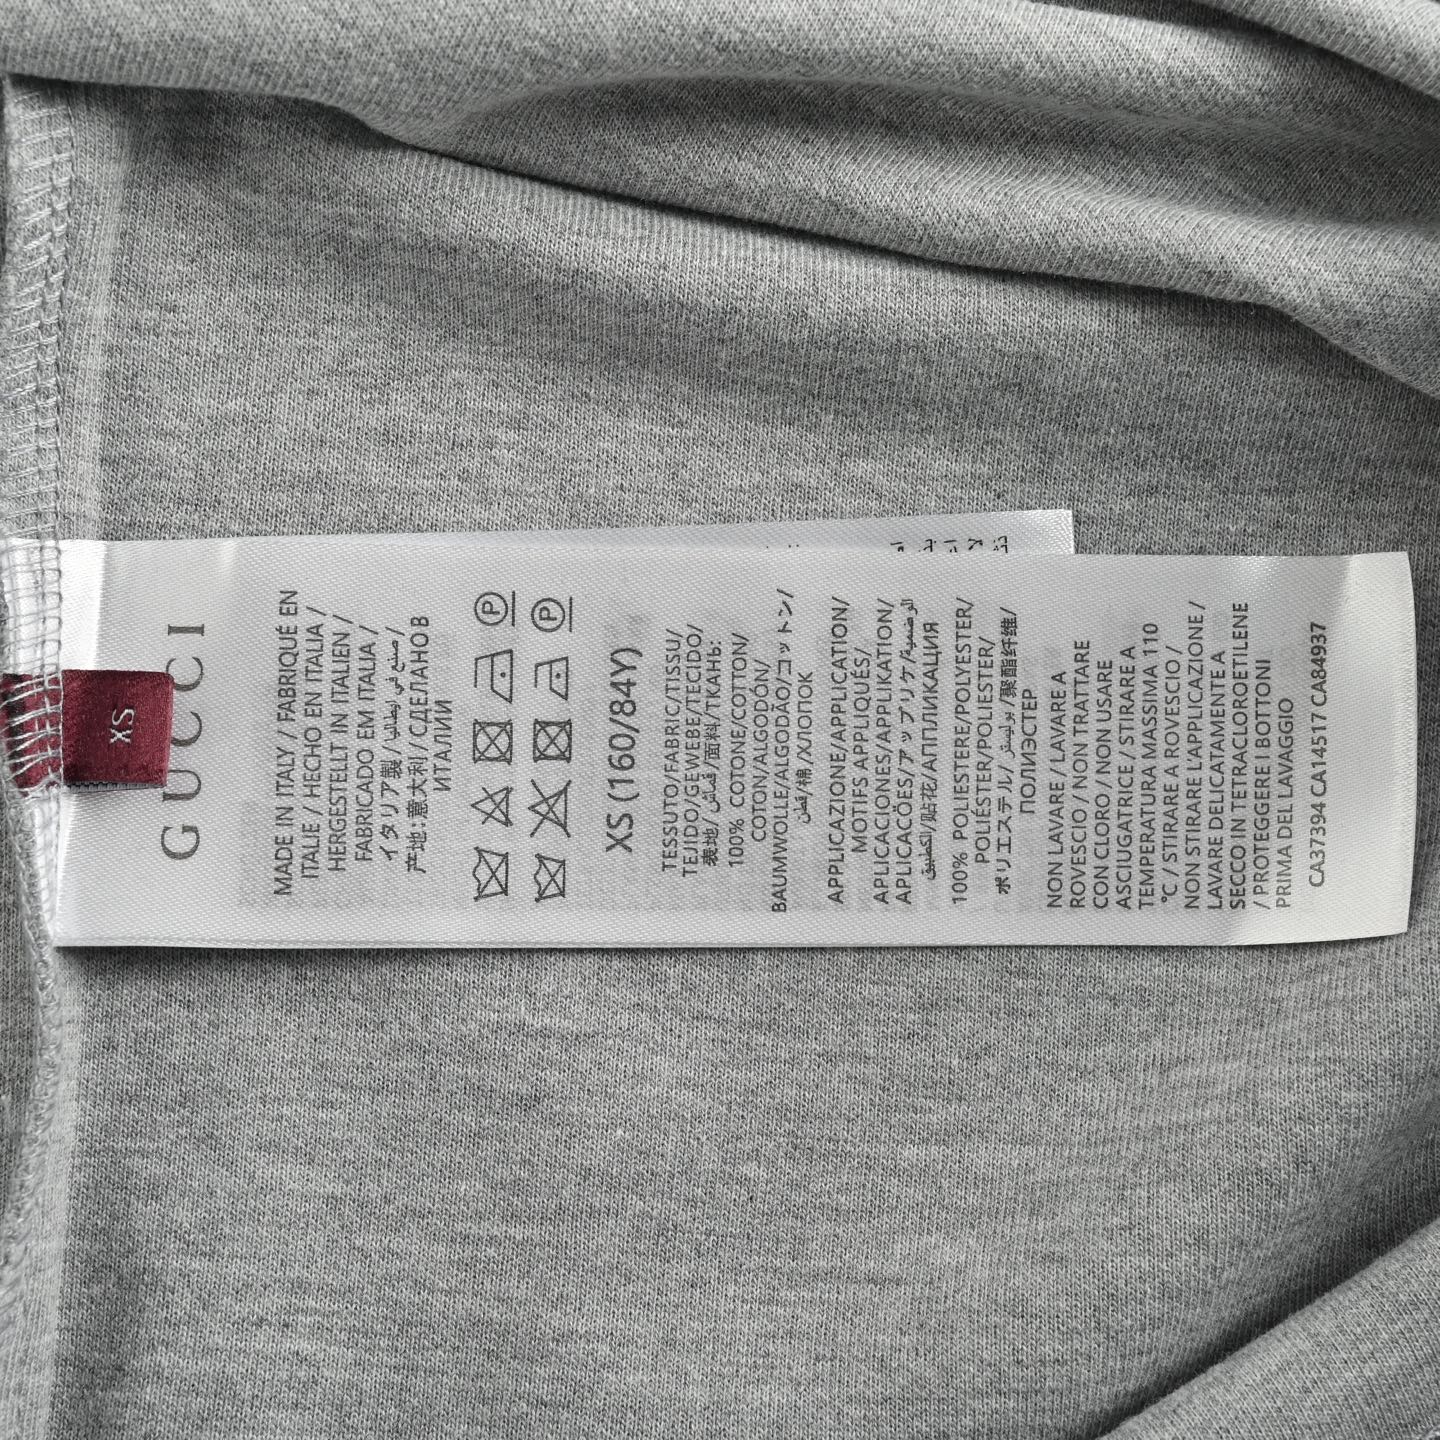 XS
GUCCI
MADE IN ITALY / FABRIQUÉ EN
ITALIE / HECHO EN ITALIA /
HERGESTELLT IN ITALIEN /
FABRICADO EM ITALIA /
イタリア製 / صنع في إيطاليا /
产地:意大利 / СДЕЛАНО В
ИТАЛИИ
P
P
XS (160/84Y)
TESSUTO/FABRIC/TISSU/
TEJIDO/GEWEBE/TECIDO/
表地/قماش/面料/ТКАНЬ:
100% COTONE/COTTON/
COTON/ALGODÓN/
BAUMWOLLE/ALGODÃO/コットン/
قطن/棉/ХЛОПОК
APPLICAZIONE/APPLICATION/
MOTIFS APPLIQUÉS/
APLICACIONES/APPLIKATION/
APLICACÕES/アップリケ/الوضعية/
التطبيق/贴花/АППЛИКАЦИЯ
100% POLIESTERE/POLYESTER/
POLIÉSTER/POLIESTER/
ポリエステル/بوليستر/聚酯纤维/
ПОЛИЭСТЕР
NON LAVARE A
ROVESCIO / LAVARE A
CON CLORO / NON TRATTARE
ASCIUGATRICE / NON USARE
TEMPERATURA MASSIMA 110
°C / STIRARE A ROVESCIO /
NON STIRARE L'APPLICAZIONE /
LAVARE DELICATAMENTE A
SECCO IN TETRACLOROETILENE
/ PROTEGGERE I BOTTONI
PRIMA DEL LAVAGGIO
CA37394 CA14517 CA84937